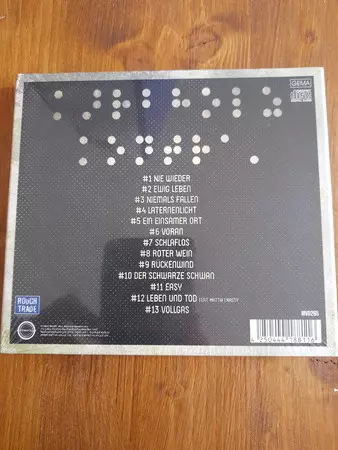 GEMA
#1 NIE WIEDER
#2 EWIG LEBEN
#3 NIEMALS FALLEN
#4 LATERNENLICHT
#5 EIN EINSAMER ORT
#6 VORAN
#7 SCHLAFLOS
#8 ROTER WEIN
#9 RÜCKENWIND
#10 DER SCHWARZE SCHWAN
#11 EASY
#12 LEBEN UND TOD
#13 VOLLGAS
ROUGH
TRADE